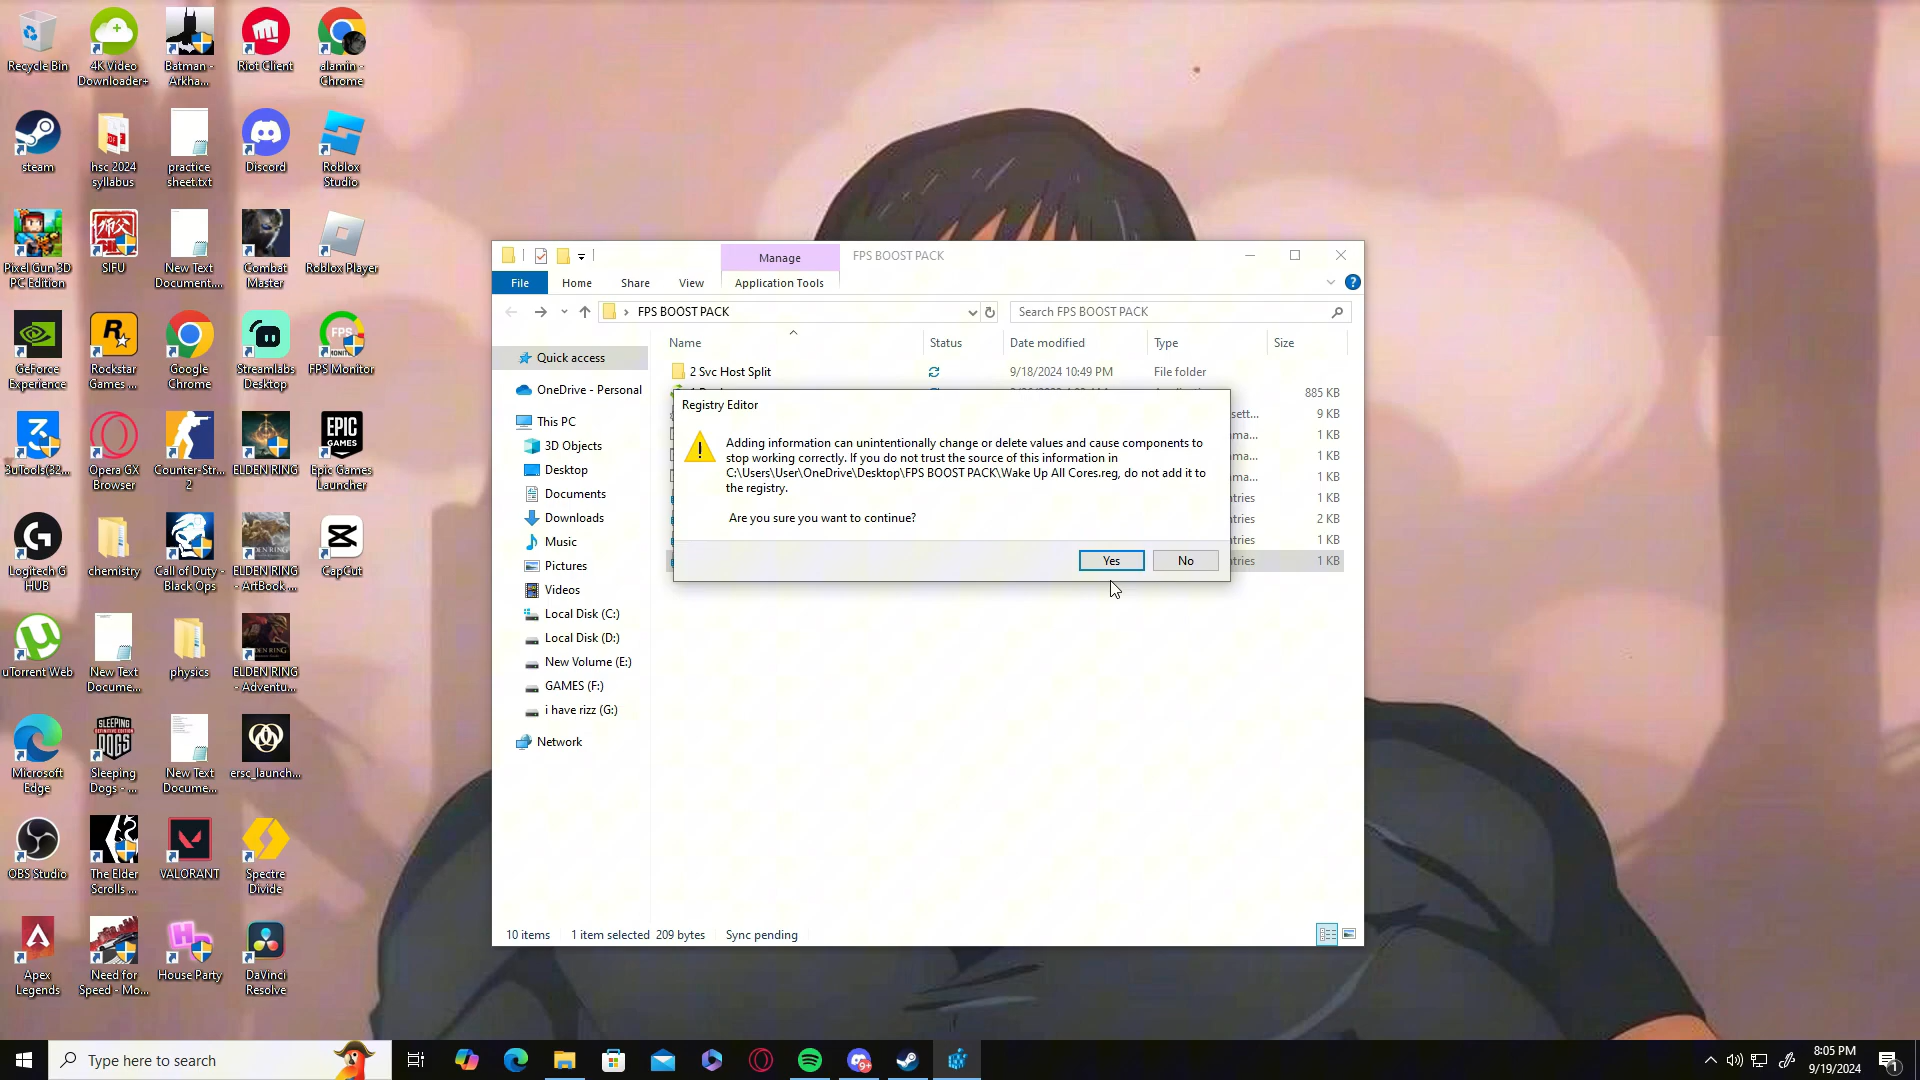 Recycle Bin
4K Video
Downloader+
Batman -
Arkha...
Riot Client
alamin -
Chrome
steam
hsc 2024
syllabus
practice
sheet.txt
Discord
Roblox
Studio
Pixel Gun 3D
PC Edition
SIFU
New Text
Document....
Combat
Master
Roblox Player
GeForce
Experience
Rockstar
Games ...
Google
Chrome
Streamlabs
Desktop
FPS Monitor
3uTools(32...
Opera GX
Browser
Counter-Str...
2
ELDEN RING
EPIC
GAMES
Epic Games
Launcher
Logitech G
HUB
chemistry
Call of Duty -
Black Ops
ELDEN RING
- ArtBook ...
CapCut
uTorrent Web
New Text
Docume...
physics
ELDEN RING
- Adventu...
Microsoft
Edge
SLEEPING
DOGS
Sleeping
Dogs - ...
New Text
Docume...
ersc_launch...
OBS Studio
The Elder
Scrolls ...
VALORANT
Spectre
Divide
Apex
Legends
Need for
Speed - Mo...
House Party
DaVinci
Resolve
Manage
FPS BOOST PACK
File
Home
Share
View
Application Tools
FPS BOOST PACK
Search FPS BOOST PACK
Name
Status
Date modified
Type
Size
2 Svc Host Split
9/18/2024 10:49 PM
File folder
885 KB
9 KB
1 KB
1 KB
1 KB
1 KB
2 KB
1 KB
1 KB
Quick access
OneDrive - Personal
This PC
3D Objects
Desktop
Documents
Downloads
Music
Pictures
Videos
Local Disk (C:)
Local Disk (D:)
New Volume (E:)
GAMES (F:)
i have rizz (G:)
Network
Registry Editor
Adding information can unintentionally change or delete values and cause components to
stop working correctly. If you do not trust the source of this information in
C:\Users\User\OneDrive\Desktop\FPS BOOST PACK\Wake Up All Cores.reg, do not add it to
the registry.
Are you sure you want to continue?
Yes
No
10 items
1 item selected 209 bytes
Sync pending
Type here to search
8:05 PM
9/19/2024